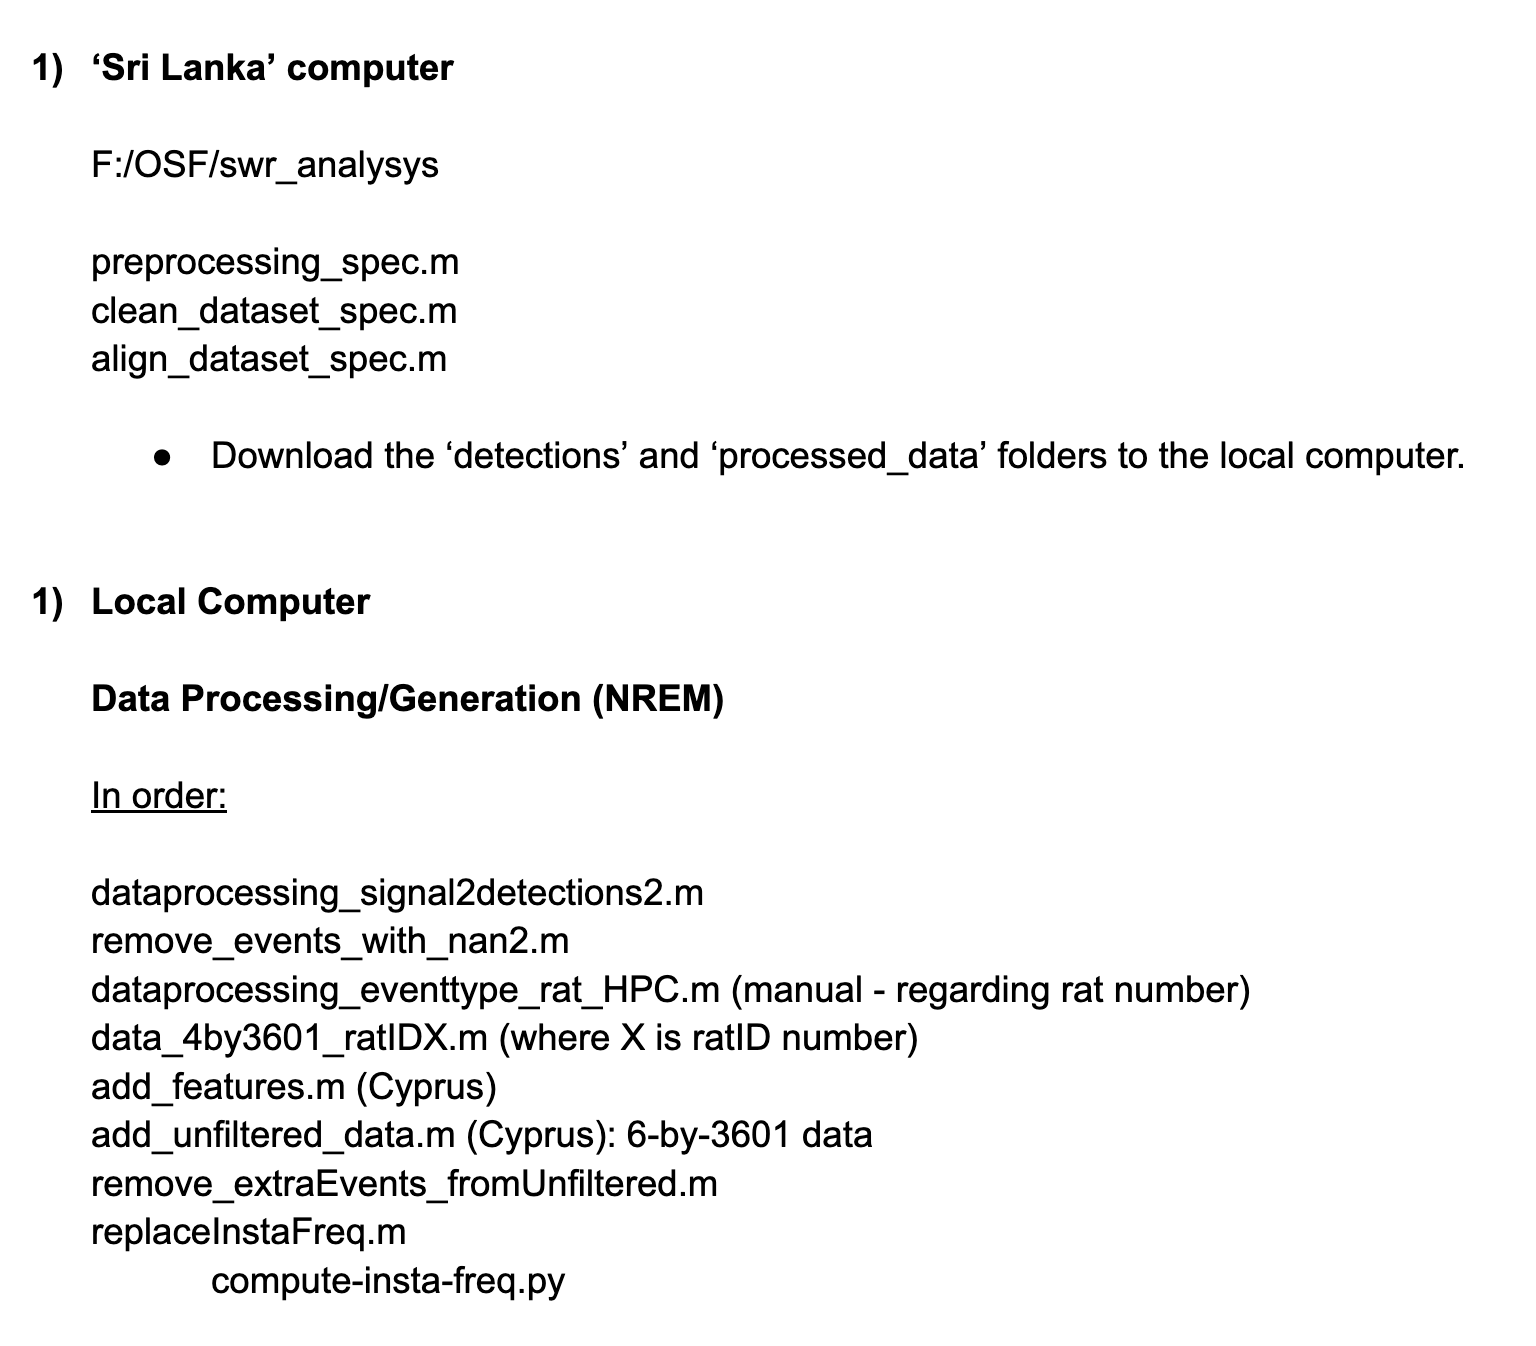 1) ‘Sri Lanka’ computer
F:/OSF/swr_analysys
preprocessing_spec.m
clean_dataset_spec.m
align_dataset_spec.m
● Download the ‘detections’ and ‘processed_data’ folders to the local computer.
1) Local Computer
Data Processing/Generation (NREM)
In order:
dataprocessing_signal2detections2.m
remove_events_with_nan2.m
dataprocessing_eventtype_rat_HPC.m (manual - regarding rat number)
data_4by3601_ratIDX.m (where X is ratID number)
add_features.m (Cyprus)
add_unfiltered_data.m (Cyprus): 6-by-3601 data
remove_extraEvents_fromUnfiltered.m
replaceInstaFreq.m
compute-insta-freq.py